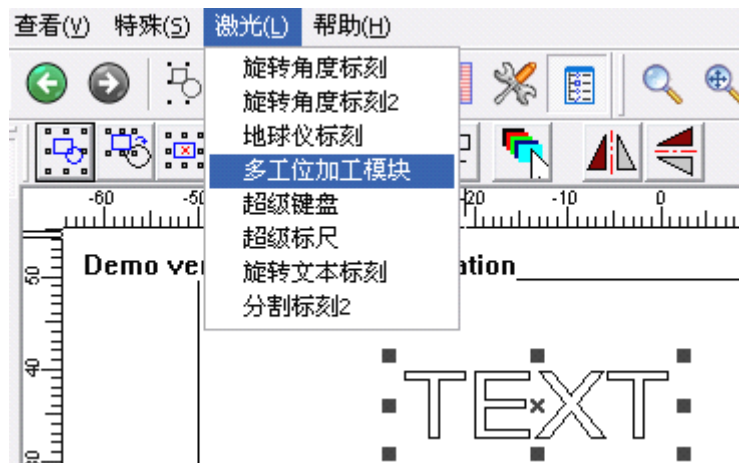 查看(V) 特殊(S) 激光(L) 帮助(H)
旋转角度标刻
旋转角度标刻2
地球仪标刻
多工位加工模块
超级键盘
超级标尺
旋转文本标刻
分割标刻2
-60 -50 -20 -10 0
Demo ver ation
50
40
TEXT